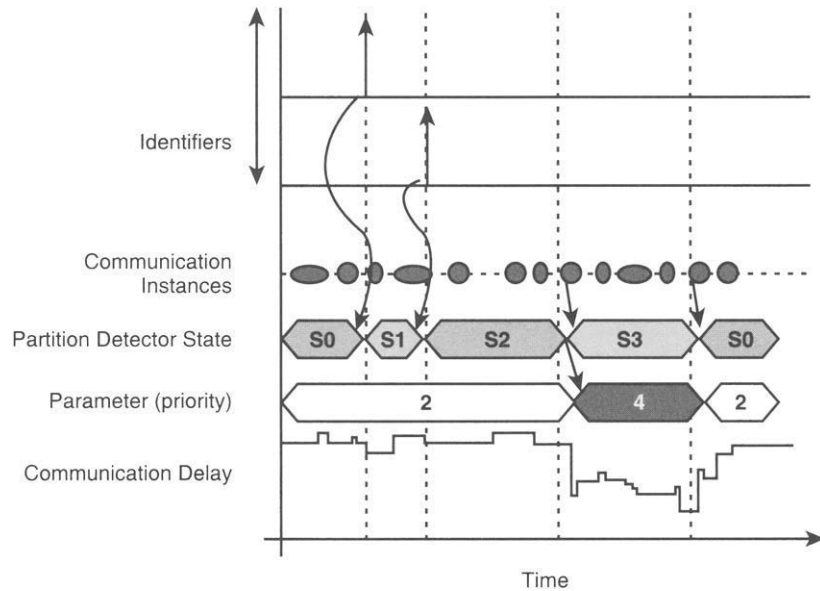 Identifiers
Communication
Instances
Partition Detector State
S0 S1 S2 S3 S0
Parameter (priority)
2 4 2
Communication Delay
Time